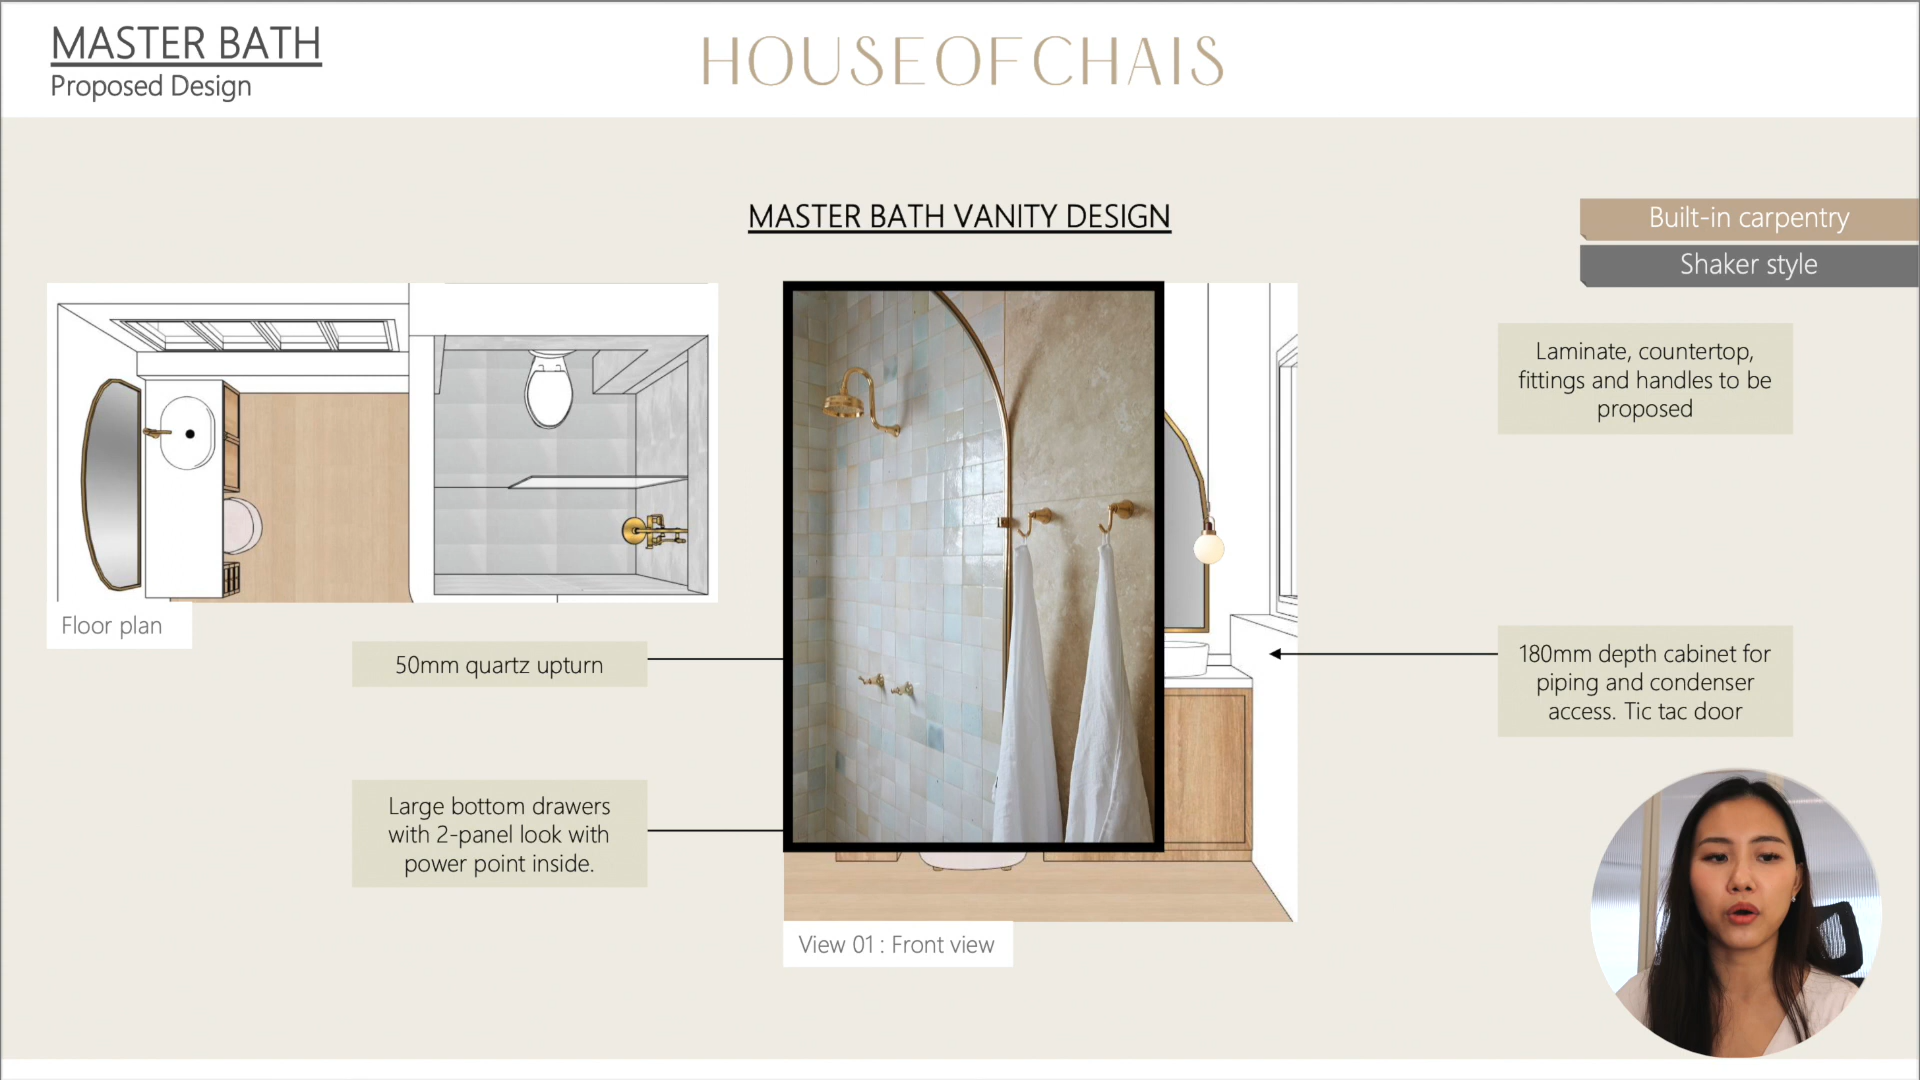 MASTER BATH
Proposed Design
HOUSEOFCHAIS
MASTER BATH VANITY DESIGN
Built-in carpentry
Shaker style
Laminate, countertop,
fittings and handles to be
proposed
Floor plan
50mm quartz upturn
180mm depth cabinet for
piping and condenser
access. Tic tac door
Large bottom drawers
with 2-panel look with
power point inside.
View 01 : Front view